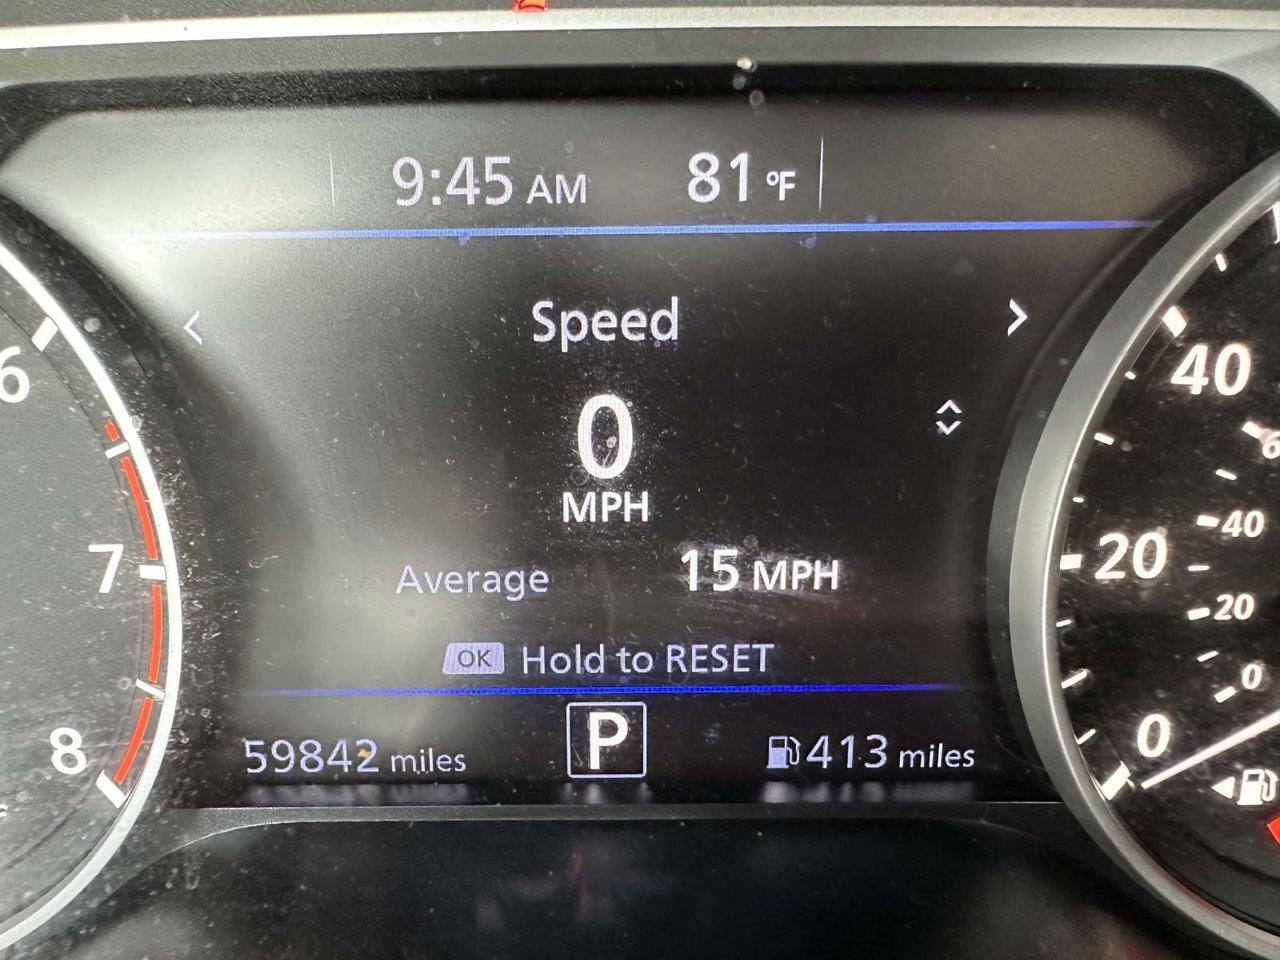 9:45 AM 81 °F
Speed
0
MPH
Average 15 MPH
OK Hold to RESET
59842 miles P 413 miles
6
7
8
40
20
0
40
20
0